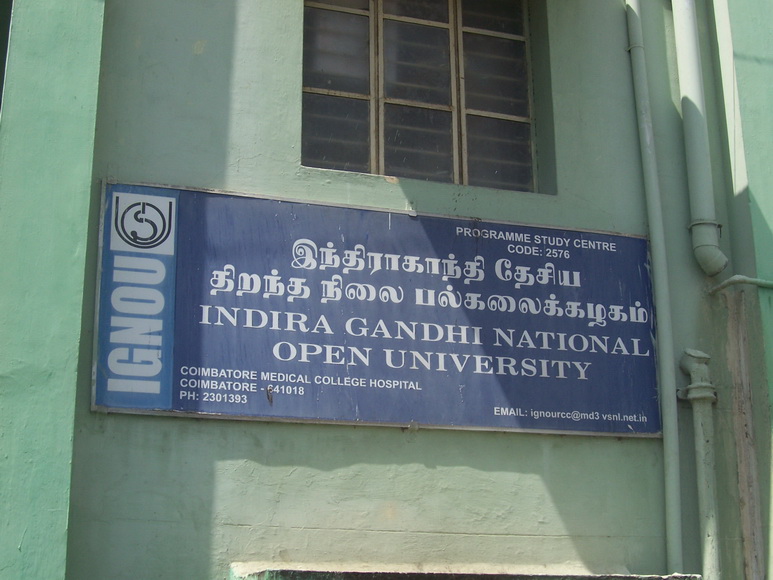 PROGRAMME STUDY CENTRE
CODE: 2576
இந்திராகாந்தி தேசிய
திறந்த நிலை பல்கலைக்கழகம்
INDIRA GANDHI NATIONAL
OPEN UNIVERSITY
IGNOU
COIMBATORE MEDICAL COLLEGE HOSPITAL
COIMBATORE - 641018
PH: 2301393
EMAIL: ignourcc@md3 vsnl.net.in